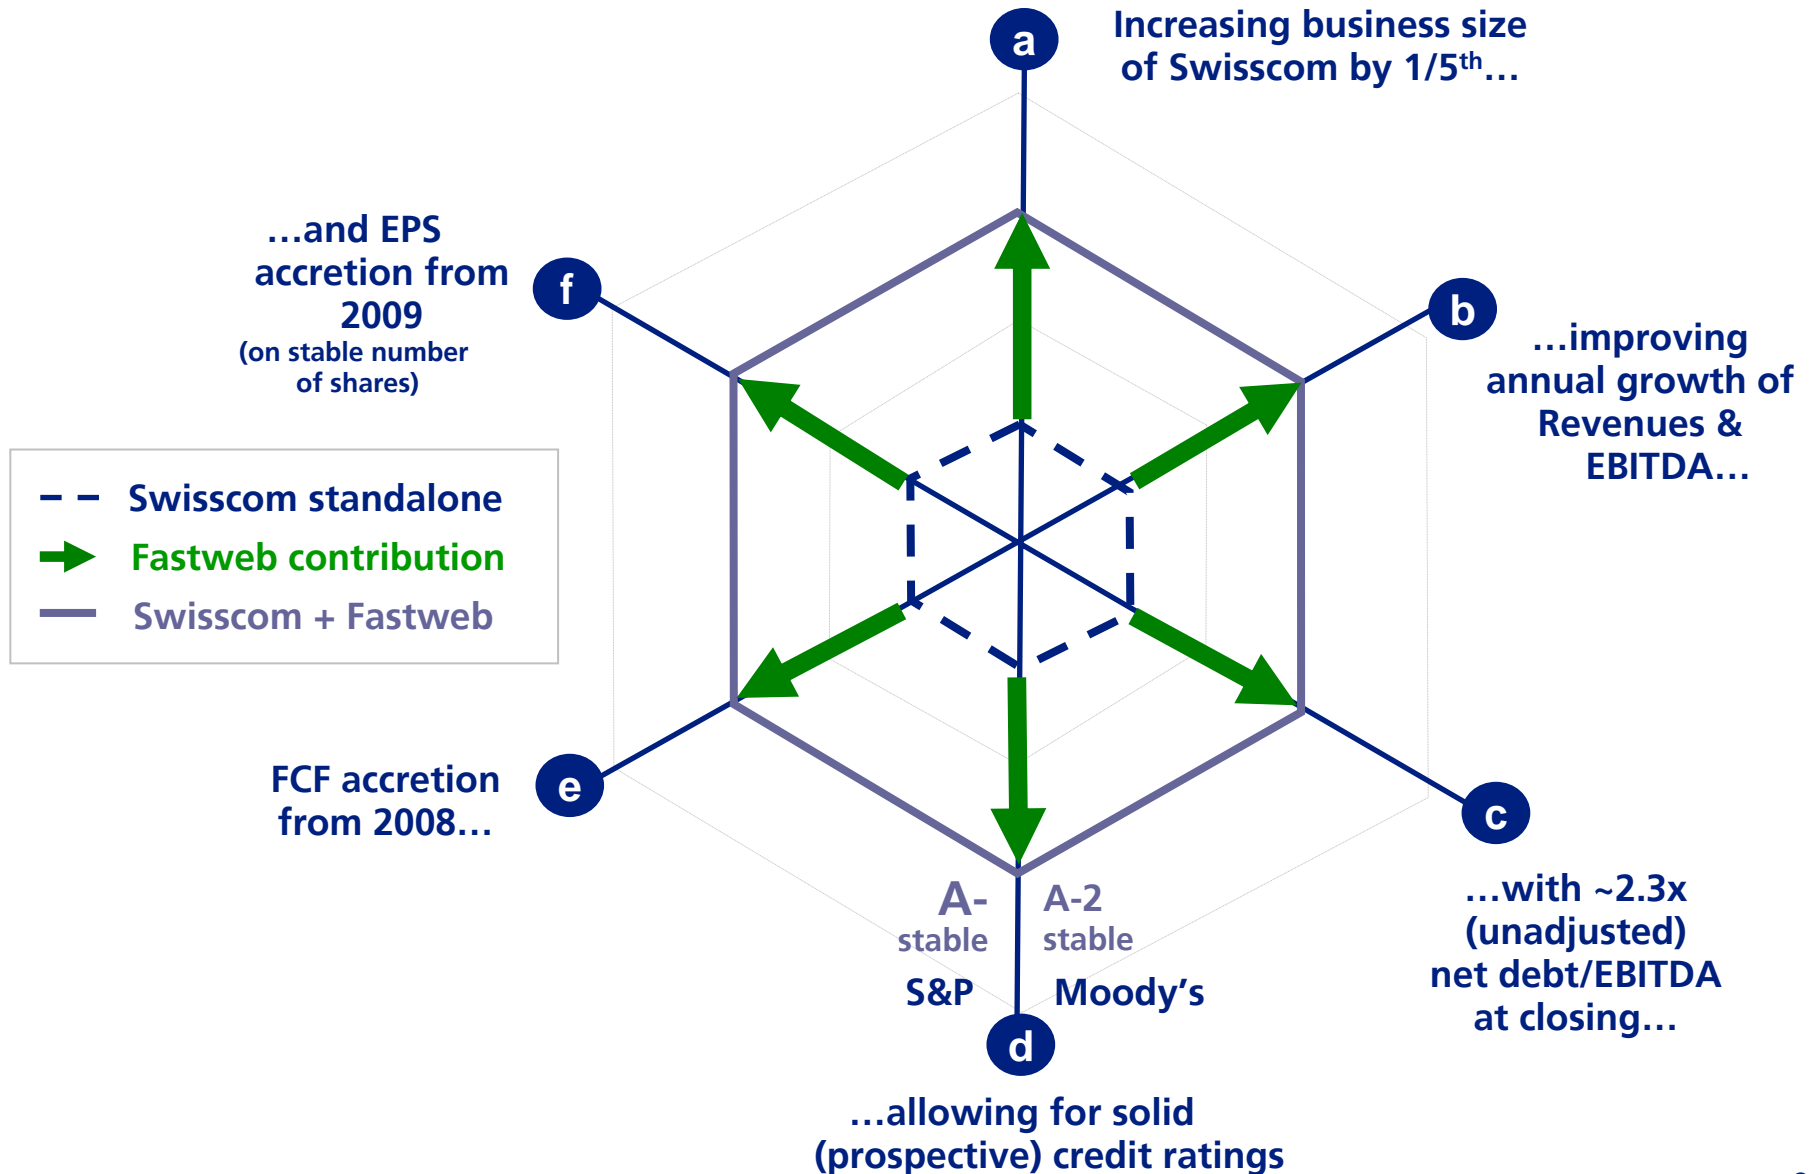 a
Increasing business size
of Swisscom by 1/5th…
…and EPS
accretion from
2009
(on stable number
of shares)
f
b
…improving
annual growth of
Revenues &
EBITDA…
Swisscom standalone
Fastweb contribution
Swisscom + Fastweb
FCF accretion
from 2008…
e
c
…with ~2.3x
(unadjusted)
net debt/EBITDA
at closing…
A-
stable
A-2
stable
S&P
Moody's
d
…allowing for solid
(prospective) credit ratings